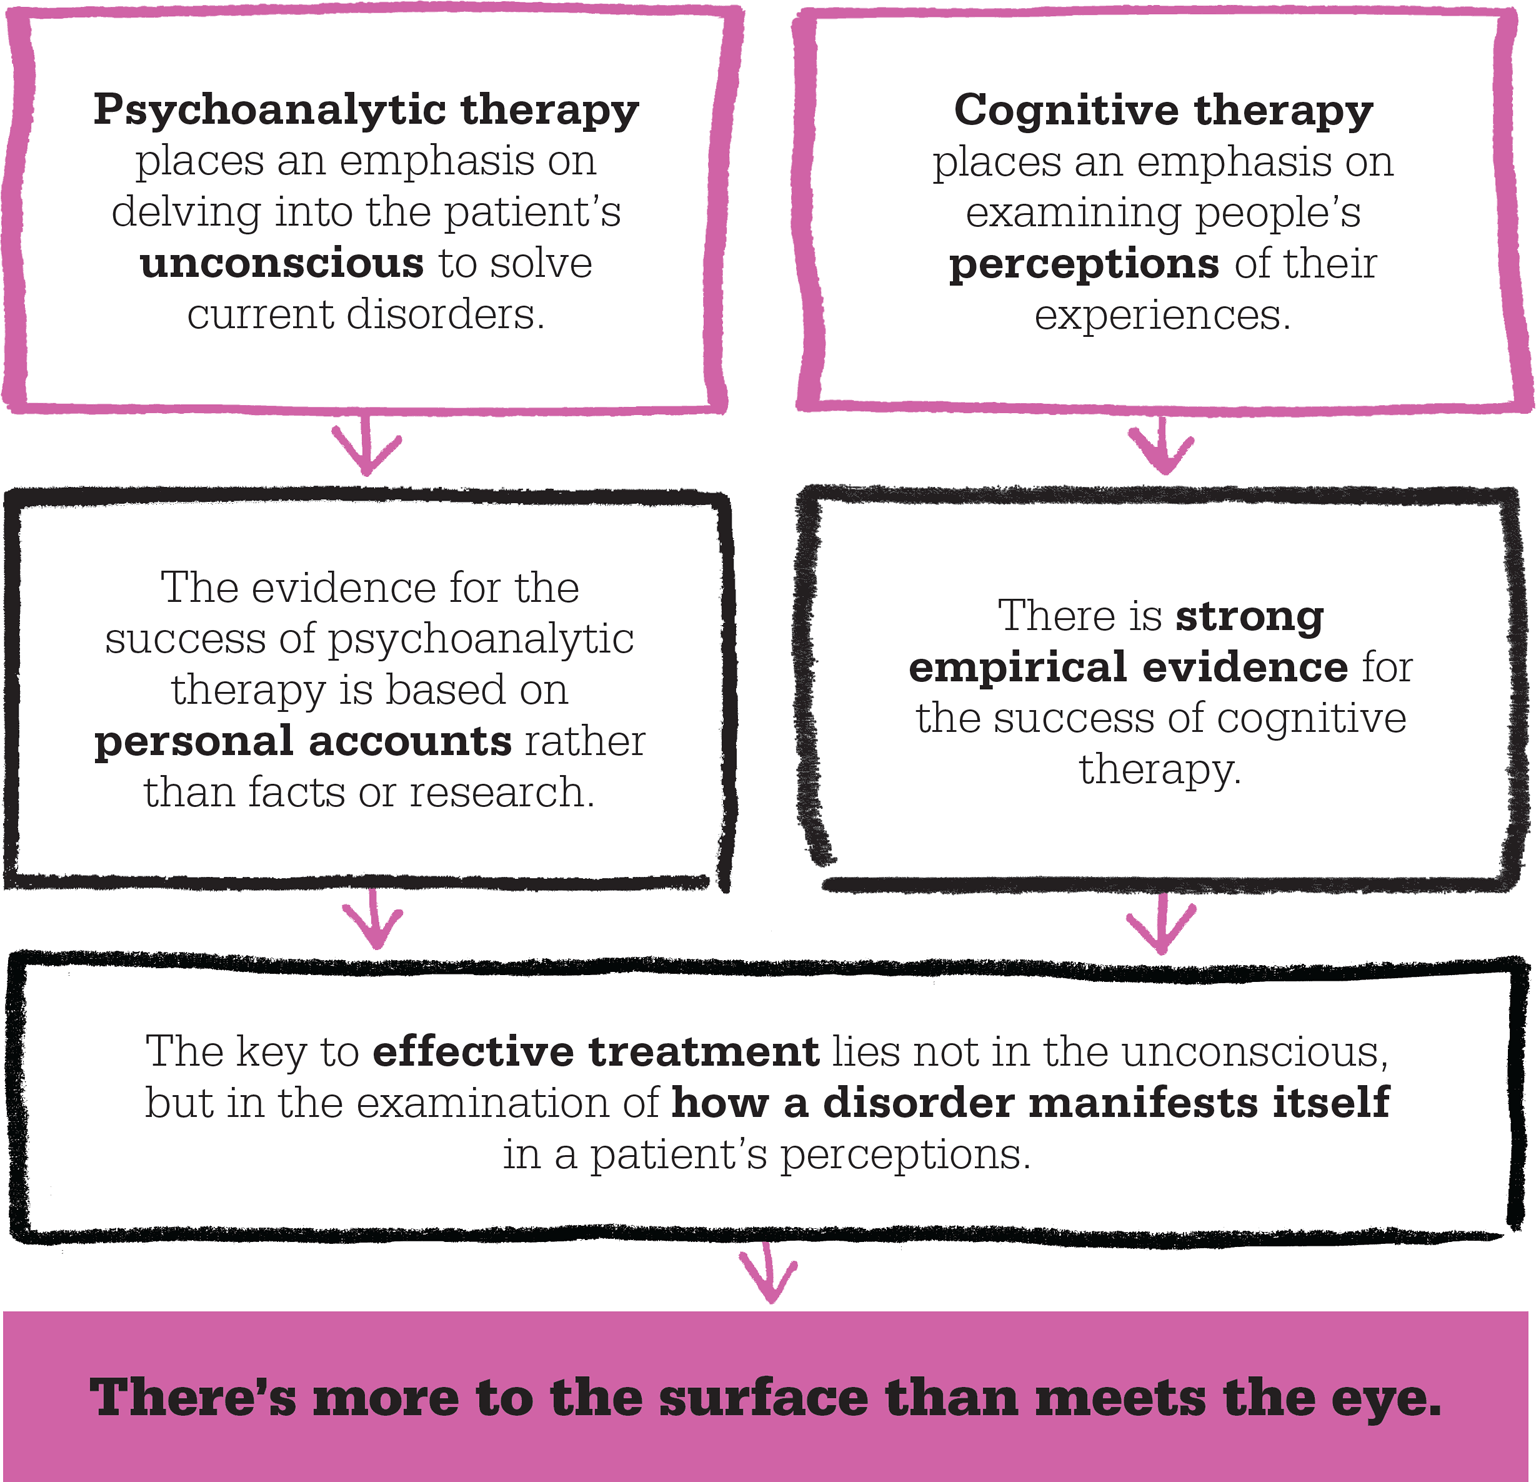 Psychoanalytic therapy
places an emphasis on
delving into the patient’s
unconscious to solve
current disorders.
Cognitive therapy
places an emphasis on
examining people’s
perceptions of their
experiences.
The evidence for the
success of psychoanalytic
therapy is based on
personal accounts rather
than facts or research.
There is strong
empirical evidence for
the success of cognitive
therapy.
The key to effective treatment lies not in the unconscious,
but in the examination of how a disorder manifests itself
in a patient’s perceptions.
There’s more to the surface than meets the eye.